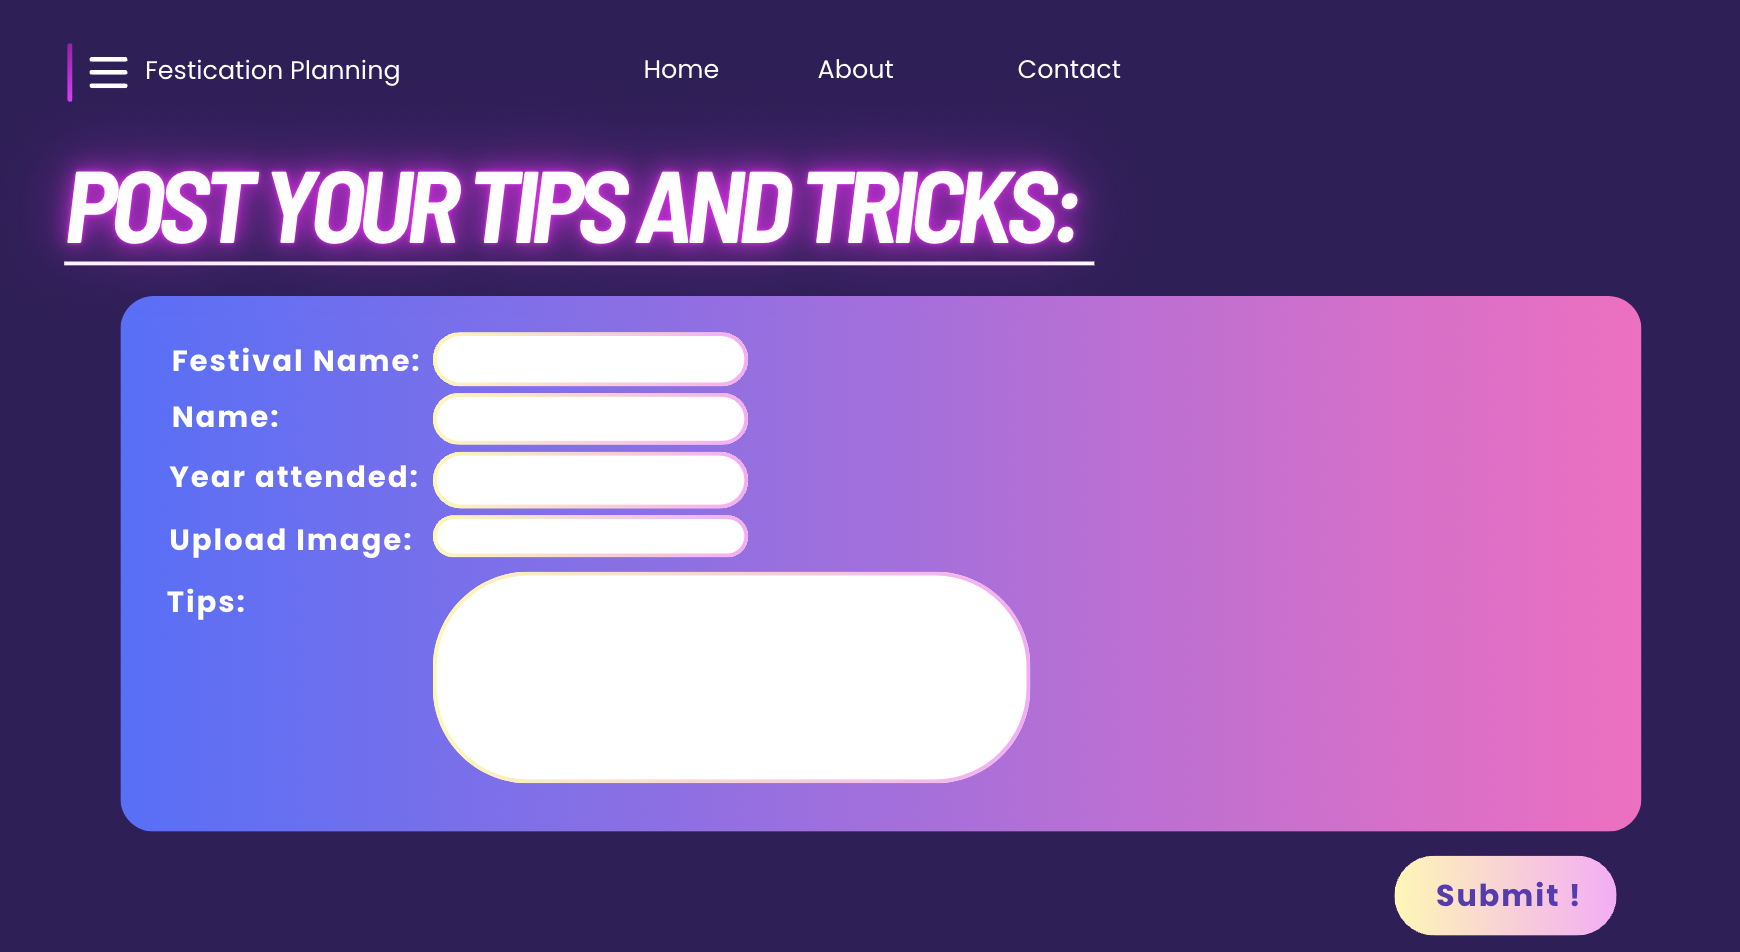 Festication Planning
Home
About
Contact
POST YOUR TIPS AND TRICKS:
Festival Name:
Name:
Year attended:
Upload Image:
Tips:
Submit !